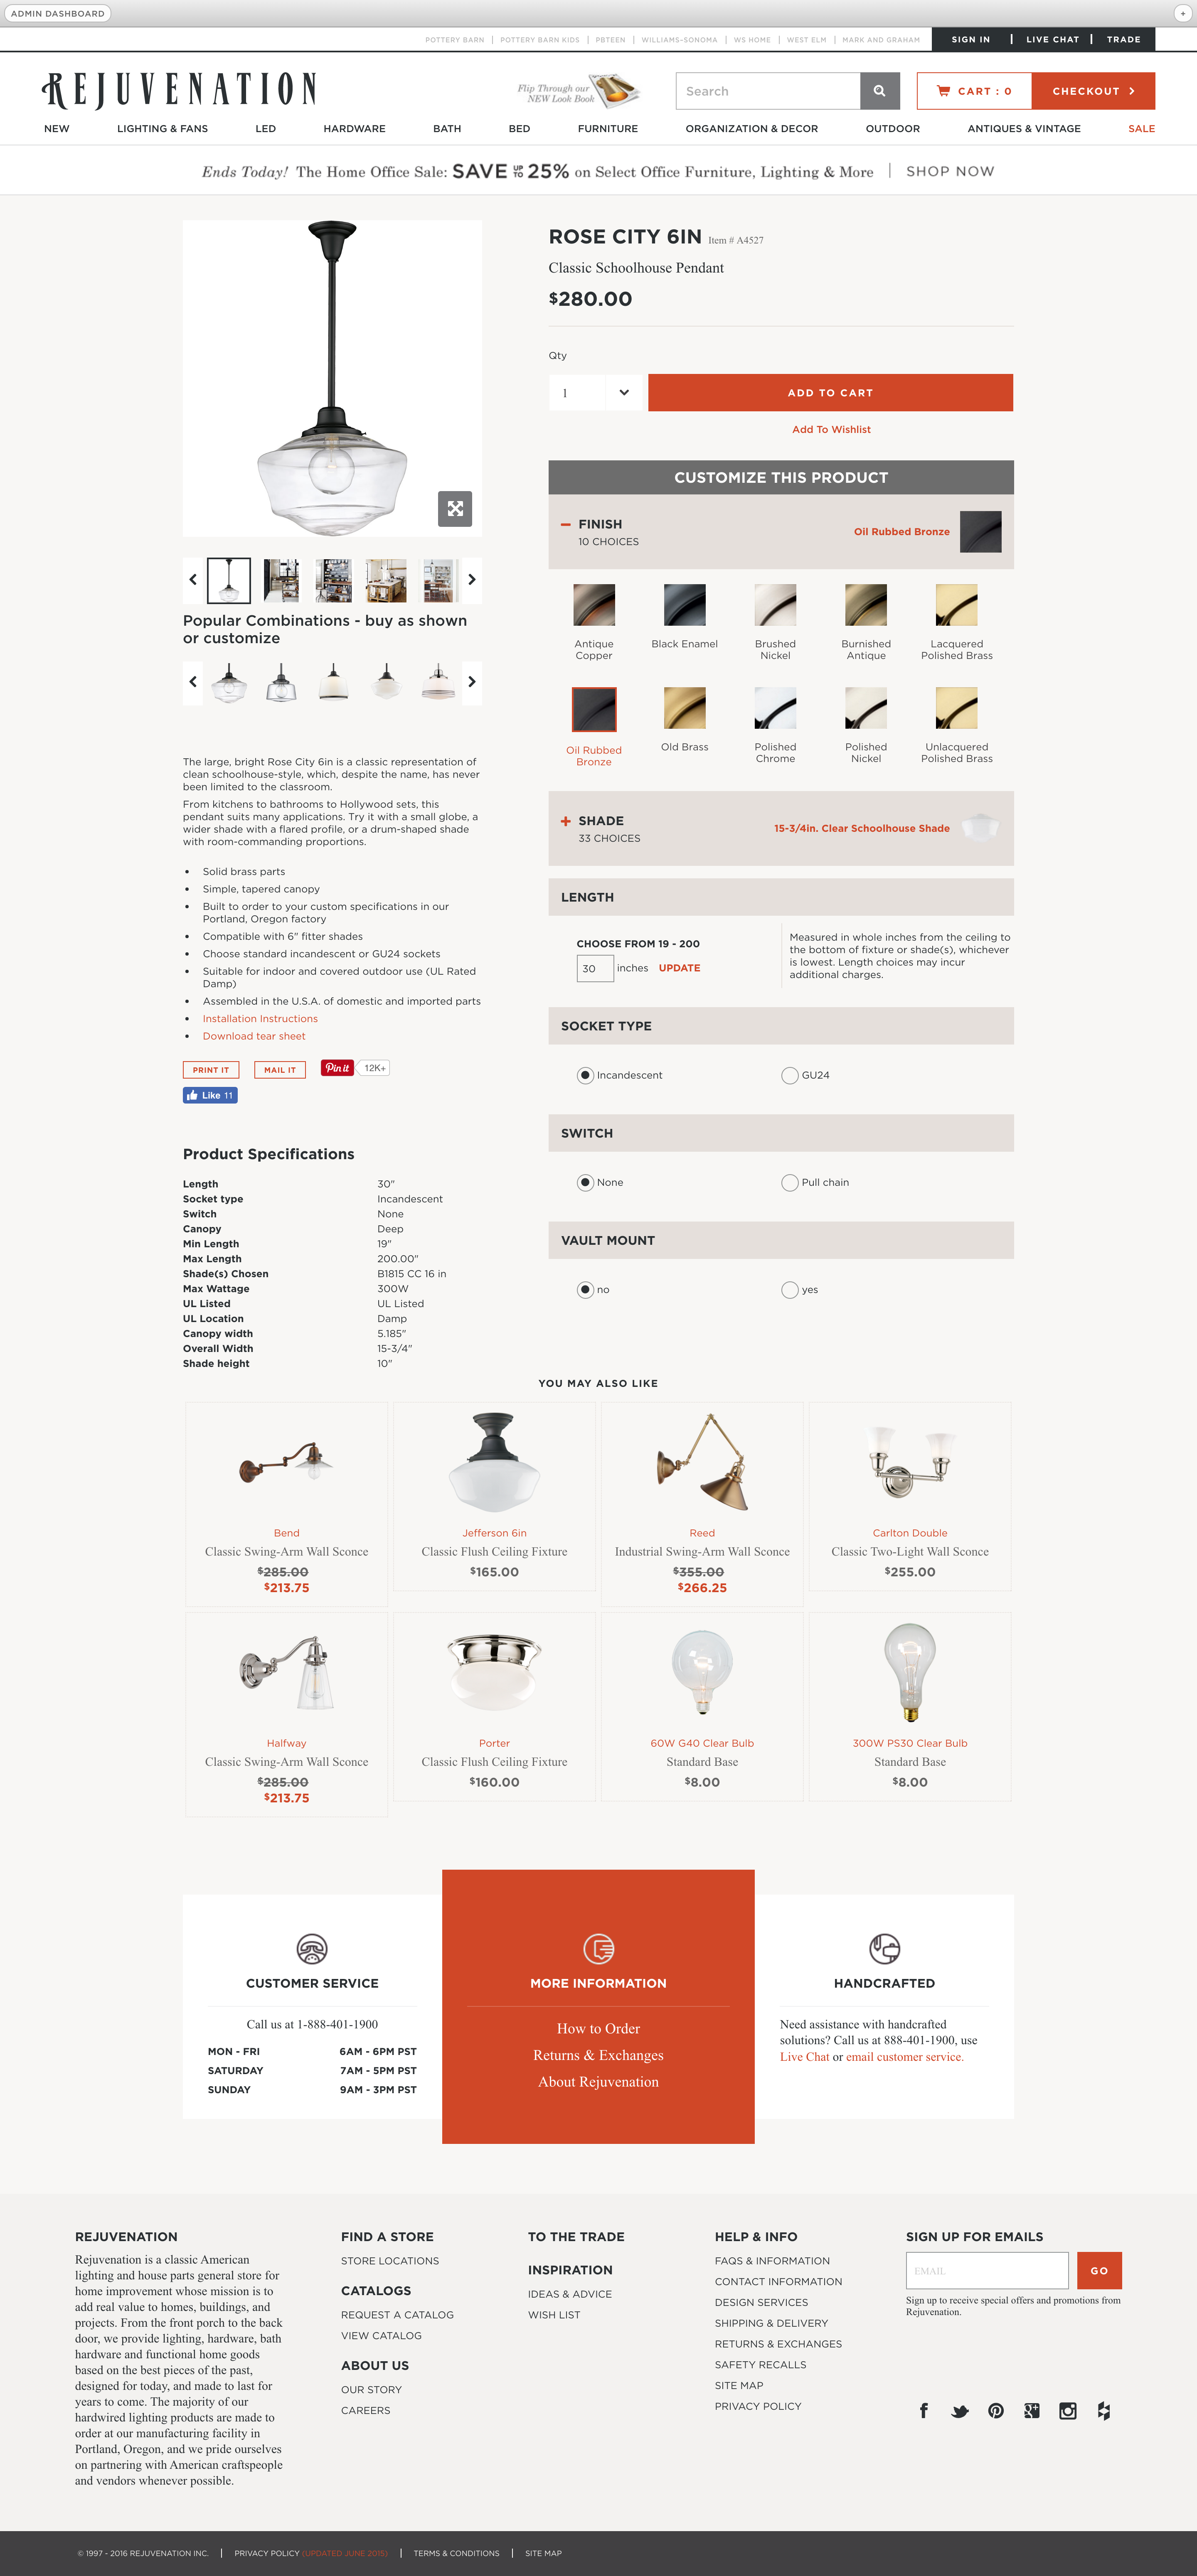 ADMIN DASHBOARD
+
POTTERY BARN | POTTERY BARN KIDS | PBTEEN | WILLIAMS-SONOMA | WS HOME | WEST ELM | MARK AND GRAHAM
SIGN IN | LIVE CHAT | TRADE
REJUVENATION
Flip Through our
NEW Look Book
Search
CART : 0
CHECKOUT
NEW LIGHTING & FANS LED HARDWARE BATH BED FURNITURE ORGANIZATION & DECOR OUTDOOR ANTIQUES & VINTAGE SALE
Ends Today! The Home Office Sale: SAVE UP TO 25% on Select Office Furniture, Lighting & More | SHOP NOW
ROSE CITY 6IN Item # A4527
Classic Schoolhouse Pendant
$280.00
Qty
1
ADD TO CART
Add To Wishlist
Popular Combinations - buy as shown
or customize
The large, bright Rose City 6in is a classic representation of
clean schoolhouse-style, which, despite the name, has never
been limited to the classroom.
From kitchens to bathrooms to Hollywood sets, this
pendant suits many applications. Try it with a small globe, a
wider shade with a flared profile, or a drum-shaped shade
with room-commanding proportions.
• Solid brass parts
• Simple, tapered canopy
• Built to order to your custom specifications in our
Portland, Oregon factory
• Compatible with 6" fitter shades
• Choose standard incandescent or GU24 sockets
• Suitable for indoor and covered outdoor use (UL Rated
Damp)
• Assembled in the U.S.A. of domestic and imported parts
• Installation Instructions
• Download tear sheet
PRINT IT MAIL IT Pin it 12K+
Like 11
Product Specifications
Length 30"
Socket type Incandescent
Switch None
Canopy Deep
Min Length 19"
Max Length 200.00"
Shade(s) Chosen B1815 CC 16 in
Max Wattage 300W
UL Listed UL Listed
UL Location Damp
Canopy width 5.185"
Overall Width 15-3/4"
Shade height 10"
CUSTOMIZE THIS PRODUCT
FINISH
10 CHOICES
Oil Rubbed Bronze
Antique
Copper
Black Enamel
Brushed
Nickel
Burnished
Antique
Lacquered
Polished Brass
Oil Rubbed
Bronze
Old Brass
Polished
Chrome
Polished
Nickel
Unlacquered
Polished Brass
SHADE
33 CHOICES
15-3/4in. Clear Schoolhouse Shade
LENGTH
CHOOSE FROM 19 - 200
30 inches UPDATE
Measured in whole inches from the ceiling to
the bottom of fixture or shade(s), whichever
is lowest. Length choices may incur
additional charges.
SOCKET TYPE
Incandescent GU24
SWITCH
None Pull chain
VAULT MOUNT
no yes
YOU MAY ALSO LIKE
Bend
Classic Swing-Arm Wall Sconce
$285.00
$213.75
Jefferson 6in
Classic Flush Ceiling Fixture
$165.00
Reed
Industrial Swing-Arm Wall Sconce
$355.00
$266.25
Carlton Double
Classic Two-Light Wall Sconce
$255.00
Halfway
Classic Swing-Arm Wall Sconce
$285.00
$213.75
Porter
Classic Flush Ceiling Fixture
$160.00
60W G40 Clear Bulb
Standard Base
$8.00
300W PS30 Clear Bulb
Standard Base
$8.00
CUSTOMER SERVICE
Call us at 1-888-401-1900
MON - FRI 6AM - 6PM PST
SATURDAY 7AM - 5PM PST
SUNDAY 9AM - 3PM PST
MORE INFORMATION
How to Order
Returns & Exchanges
About Rejuvenation
HANDCRAFTED
Need assistance with handcrafted
solutions? Call us at 888-401-1900, use
Live Chat or email customer service.
REJUVENATION
Rejuvenation is a classic American
lighting and house parts general store for
home improvement whose mission is to
add real value to homes, buildings, and
projects. From the front porch to the back
door, we provide lighting, hardware, bath
hardware and functional home goods
based on the best pieces of the past,
designed for today, and made to last for
years to come. The majority of our
hardwired lighting products are made to
order at our manufacturing facility in
Portland, Oregon, and we pride ourselves
on partnering with American craftspeople
and vendors whenever possible.
FIND A STORE
STORE LOCATIONS
CATALOGS
REQUEST A CATALOG
VIEW CATALOG
ABOUT US
OUR STORY
CAREERS
TO THE TRADE
INSPIRATION
IDEAS & ADVICE
WISH LIST
HELP & INFO
FAQS & INFORMATION
CONTACT INFORMATION
DESIGN SERVICES
SHIPPING & DELIVERY
RETURNS & EXCHANGES
SAFETY RECALLS
SITE MAP
PRIVACY POLICY
SIGN UP FOR EMAILS
EMAIL
GO
Sign up to receive special offers and promotions from
Rejuvenation.
© 1997 - 2016 REJUVENATION INC. | PRIVACY POLICY (UPDATED JUNE 2015) | TERMS & CONDITIONS | SITE MAP